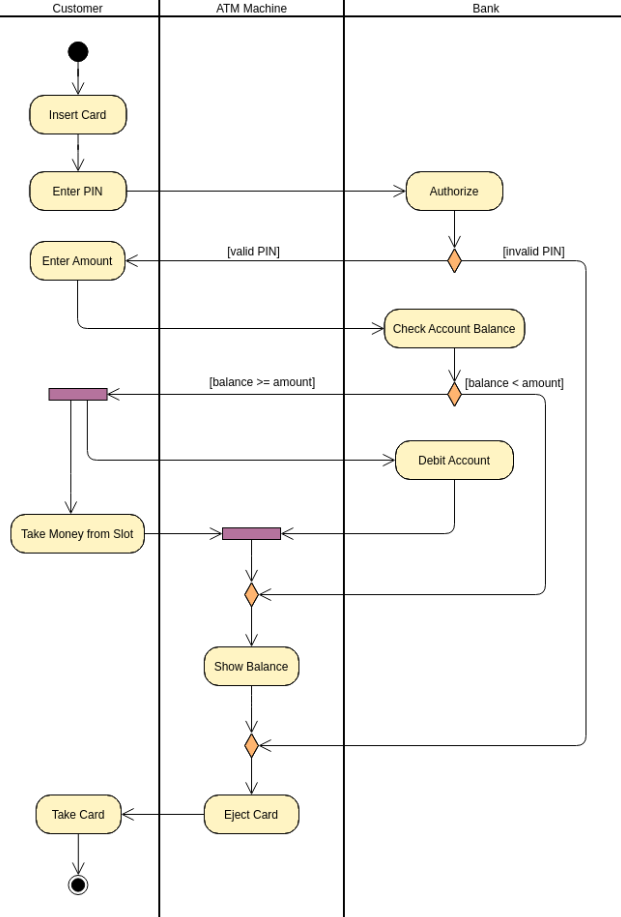 Customer
ATM Machine
Bank
Insert Card
Enter PIN
Authorize
[valid PIN]
[invalid PIN]
Enter Amount
Check Account Balance
[balance >= amount]
[balance < amount]
Debit Account
Take Money from Slot
Show Balance
Take Card
Eject Card